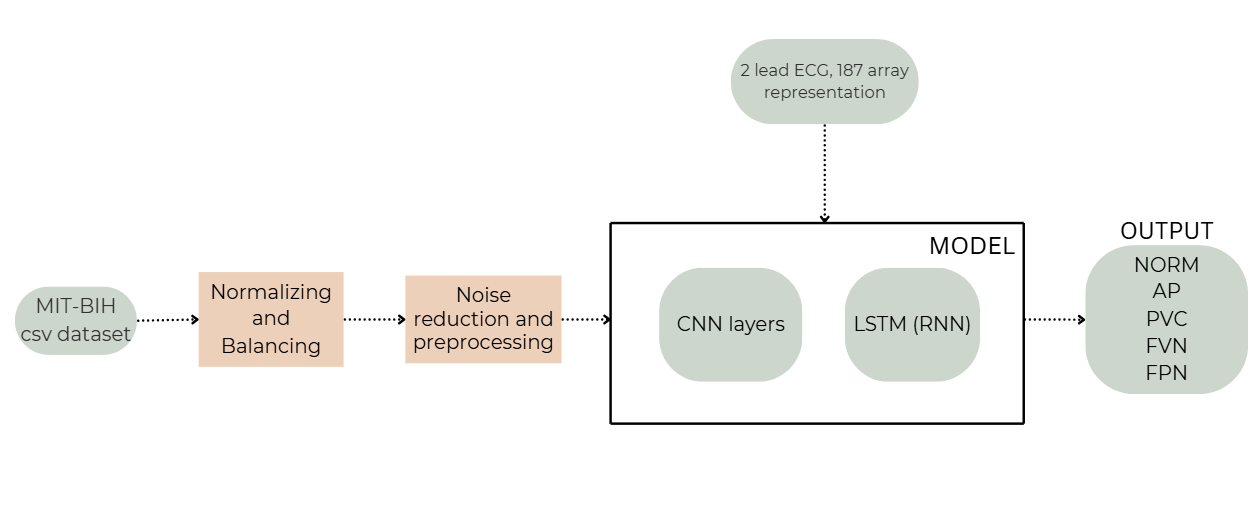 2 lead ECG, 187 array
representation
MIT-BIH
csv dataset
Normalizing
and
Balancing
Noise
reduction and
preprocessing
MODEL
CNN layers
LSTM (RNN)
OUTPUT
NORM
AP
PVC
FVN
FPN